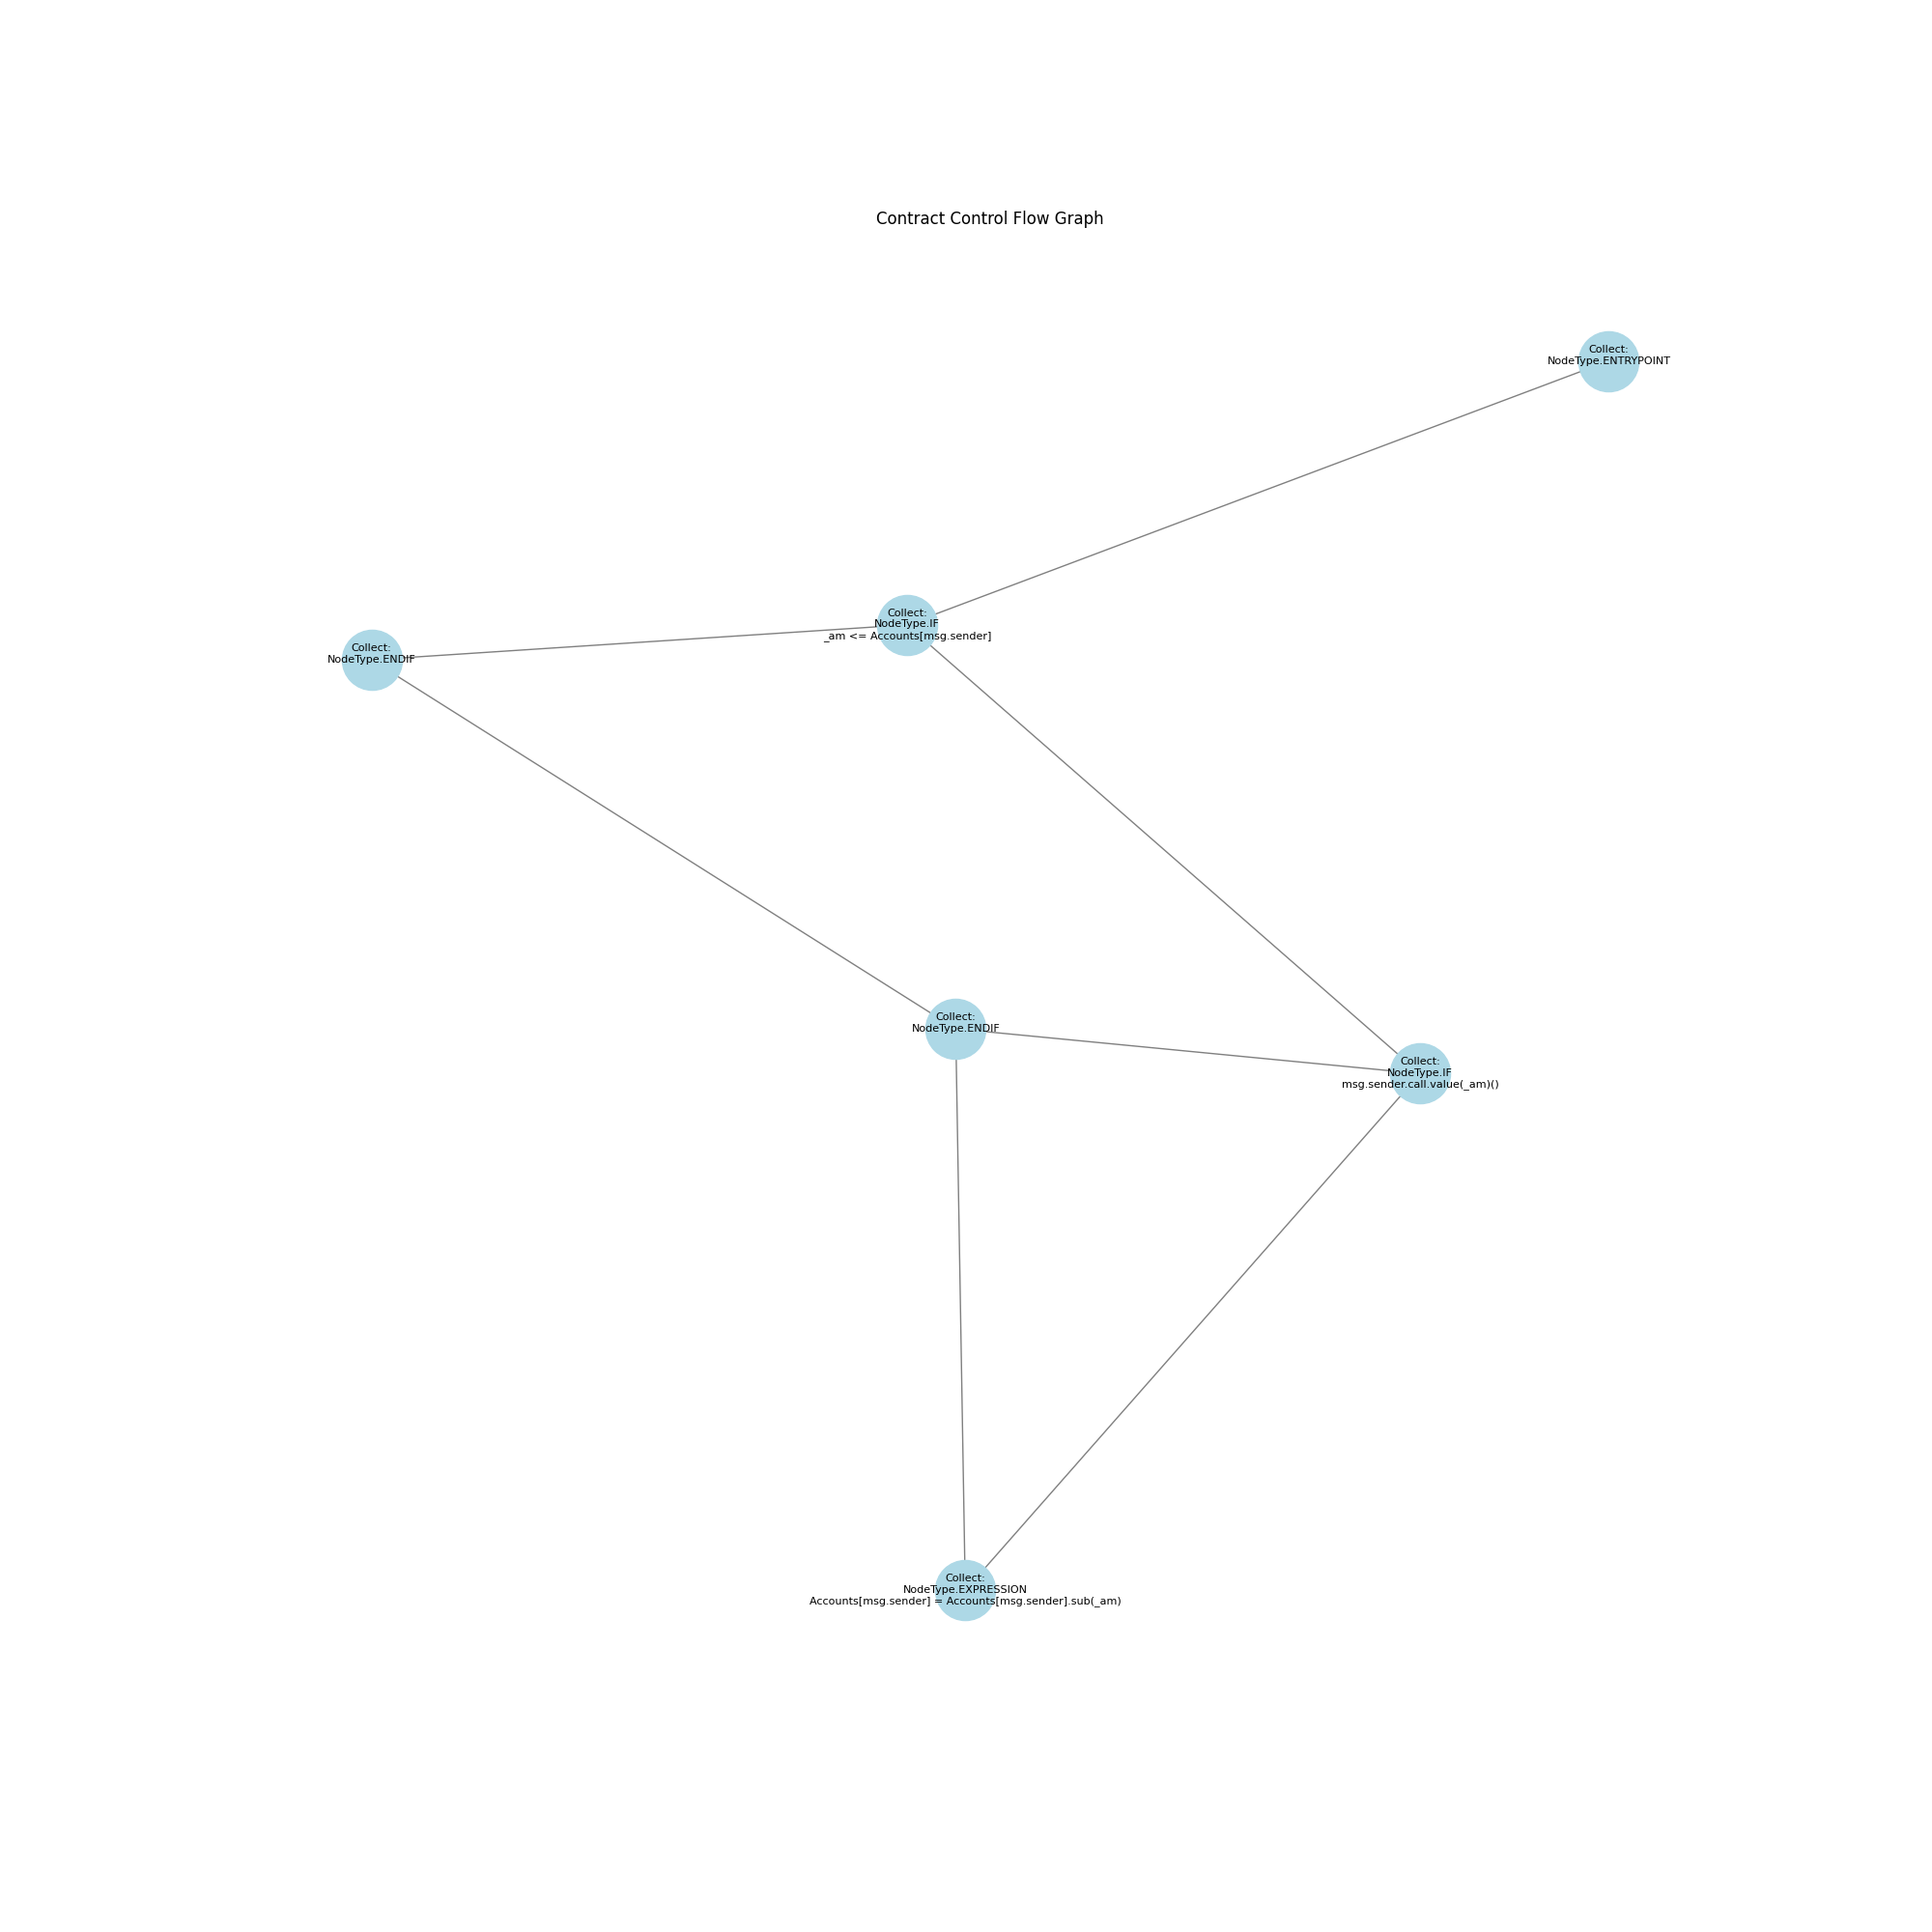 Contract Control Flow Graph
Collect:
NodeType.ENTRYPOINT
Collect:
NodeType.IF
_am <= Accounts[msg.sender]
Collect:
NodeType.ENDIF
Collect:
NodeType.ENDIF
Collect:
NodeType.IF
msg.sender.call.value(_am)()
Collect:
NodeType.EXPRESSION
Accounts[msg.sender] = Accounts[msg.sender].sub(_am)